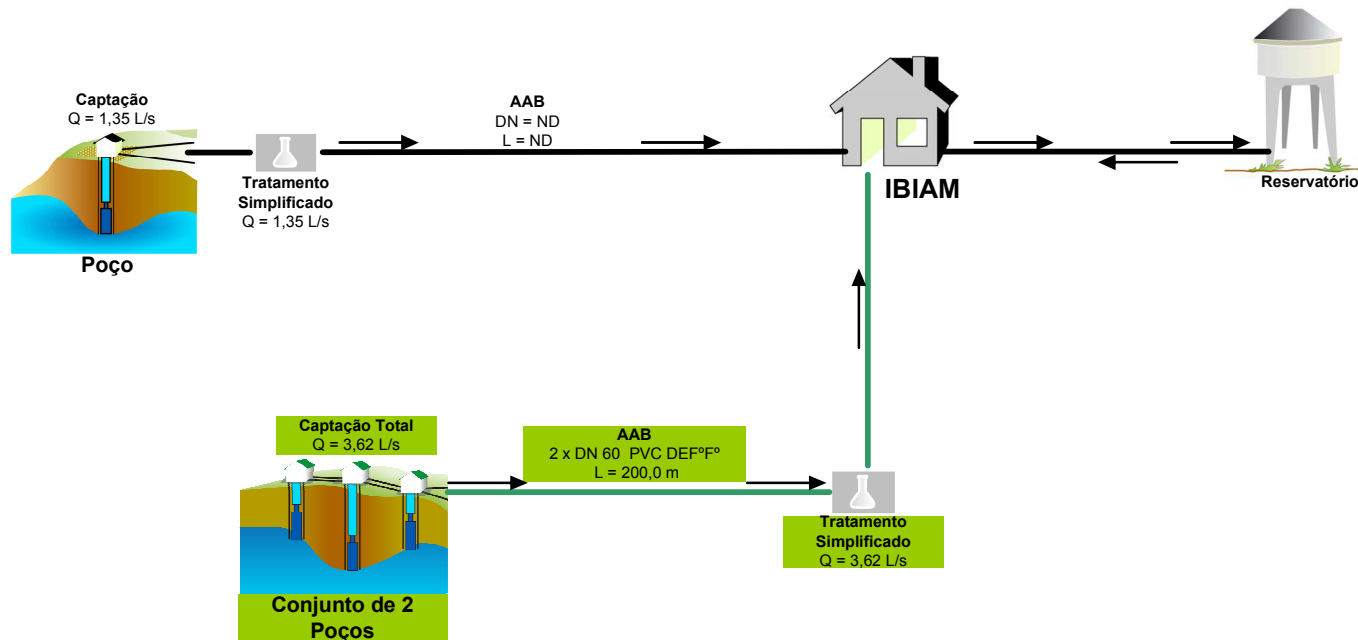 Captação
Q = 1,35 L/s
Tratamento
Simplificado
Q = 1,35 L/s
Poço
AAB
DN = ND
L = ND
IBIAM
Reservatório
Captação Total
Q = 3,62 L/s
AAB
2 x DN 60 PVC DEFºFº
L = 200,0 m
Tratamento
Simplificado
Q = 3,62 L/s
Conjunto de 2
Poços